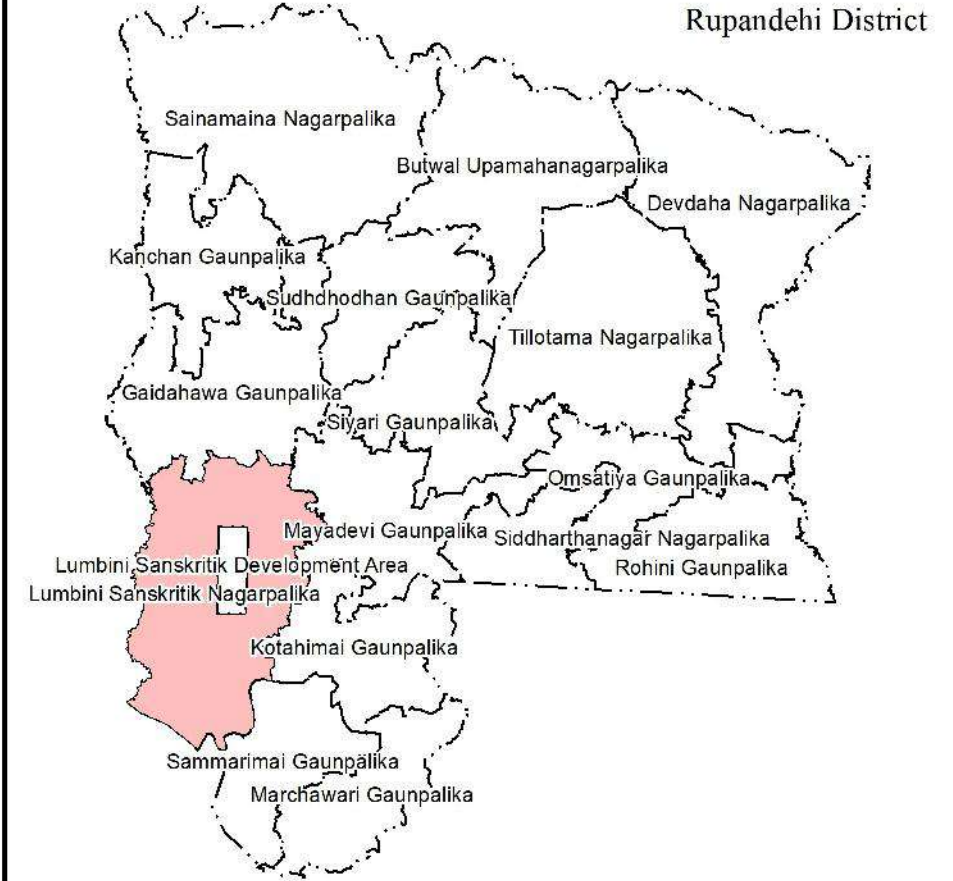 Rupandehi District
Sainamaina Nagarpalika
Butwal Upamahanagarpalika
Devdaha Nagarpalika
Kanchan Gaunpalika
Sudhdhodhan Gaunpalika
Tillotama Nagarpalika
Gaidahawa Gaunpalika
Siyari Gaunpalika
Omsatiya Gaunpalika
Mayadevi Gaunpalika
Siddharthanagar Nagarpalika
Lumbini Sanskritik Development Area
Rohini Gaunpalika
Lumbini Sanskritik Nagarpalika
Kotahimai Gaunpalika
Sammarimai Gaunpalika
Marchawari Gaunpalika